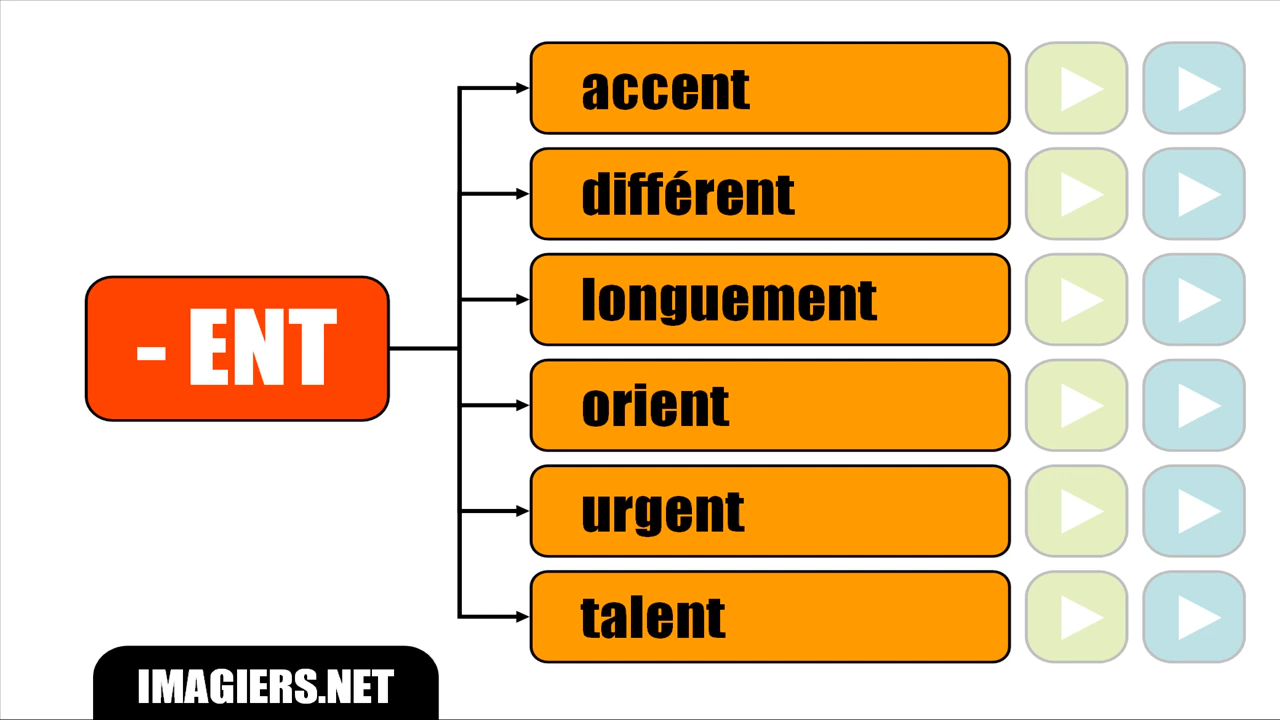 accent
différent
longuement
- ENT
orient
urgent
talent
IMAGIERS.NET